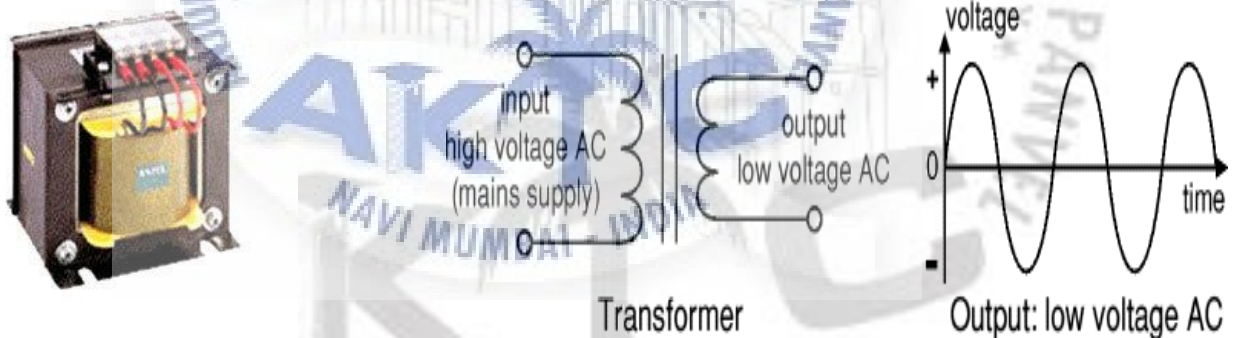 voltage
+
0
-
time
input
high voltage AC
(mains supply)
output
low voltage AC
Transformer
Output: low voltage AC
AKTC
NAVI MUMBAI - INDIA
PANVEL